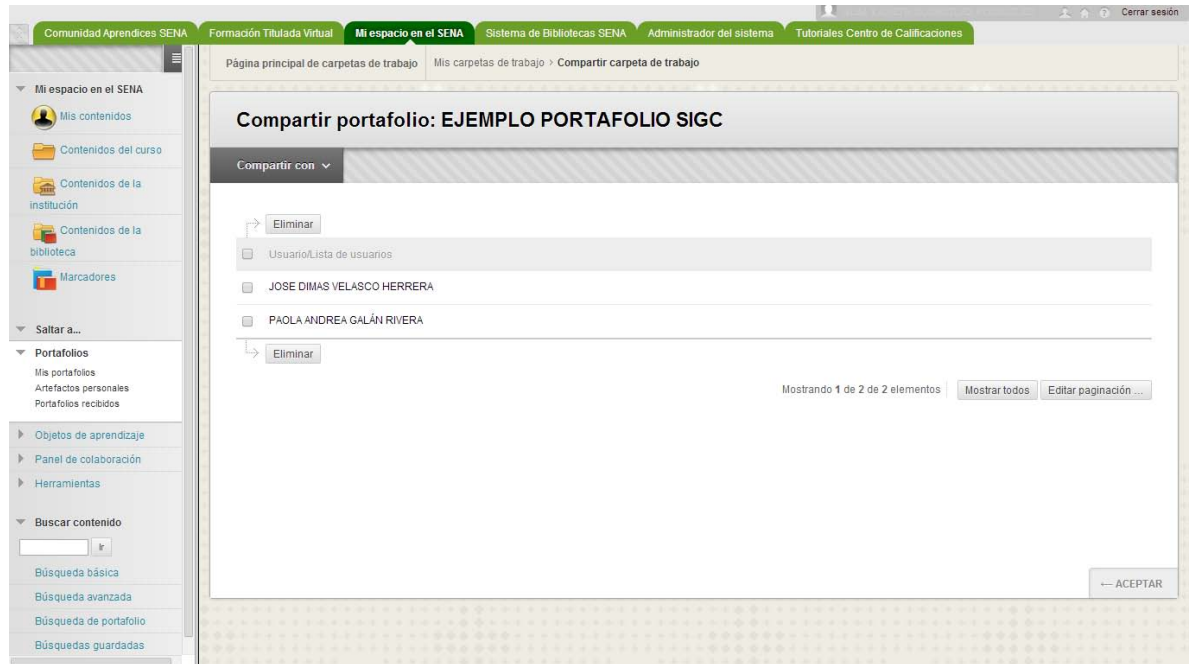 Cerrar sesión
Comunidad Aprendices SENA
Formación Titulada Virtual
Mi espacio en el SENA
Sistema de Bibliotecas SENA
Administrador del sistema
Tutoriales Centro de Calificaciones
Página principal de carpetas de trabajo
Mis carpetas de trabajo > Compartir carpeta de trabajo
Mi espacio en el SENA
Mis contenidos
Contenidos del curso
Contenidos de la
institución
Contenidos de la
biblioteca
Marcadores
Saltar a...
Portafolios
Mis portafolios
Artefactos personales
Portafolios recibidos
Objetos de aprendizaje
Panel de colaboración
Herramientas
Buscar contenido
Ir
Búsqueda básica
Búsqueda avanzada
Búsqueda de portafolio
Búsquedas guardadas
Compartir portafolio: EJEMPLO PORTAFOLIO SIGC
Compartir con
Eliminar
Usuario/Lista de usuarios
JOSE DIMAS VELASCO HERRERA
PAOLA ANDREA GALÁN RIVERA
Eliminar
Mostrando 1 de 2 de 2 elementos
Mostrar todos
Editar paginación ...
← ACEPTAR